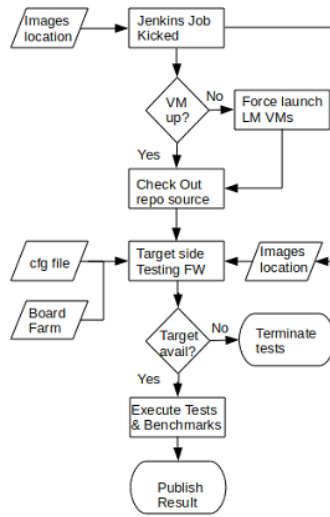 Images
location
Jenkins Job
Kicked
VM
up?
No
Force launch
LM VMs
Yes
Check Out
repo source
cfg file
Target side
Testing FW
Images
location
Board
Farm
Target
avail?
No
Terminate
tests
Yes
Execute Tests
& Benchmarks
Publish
Result